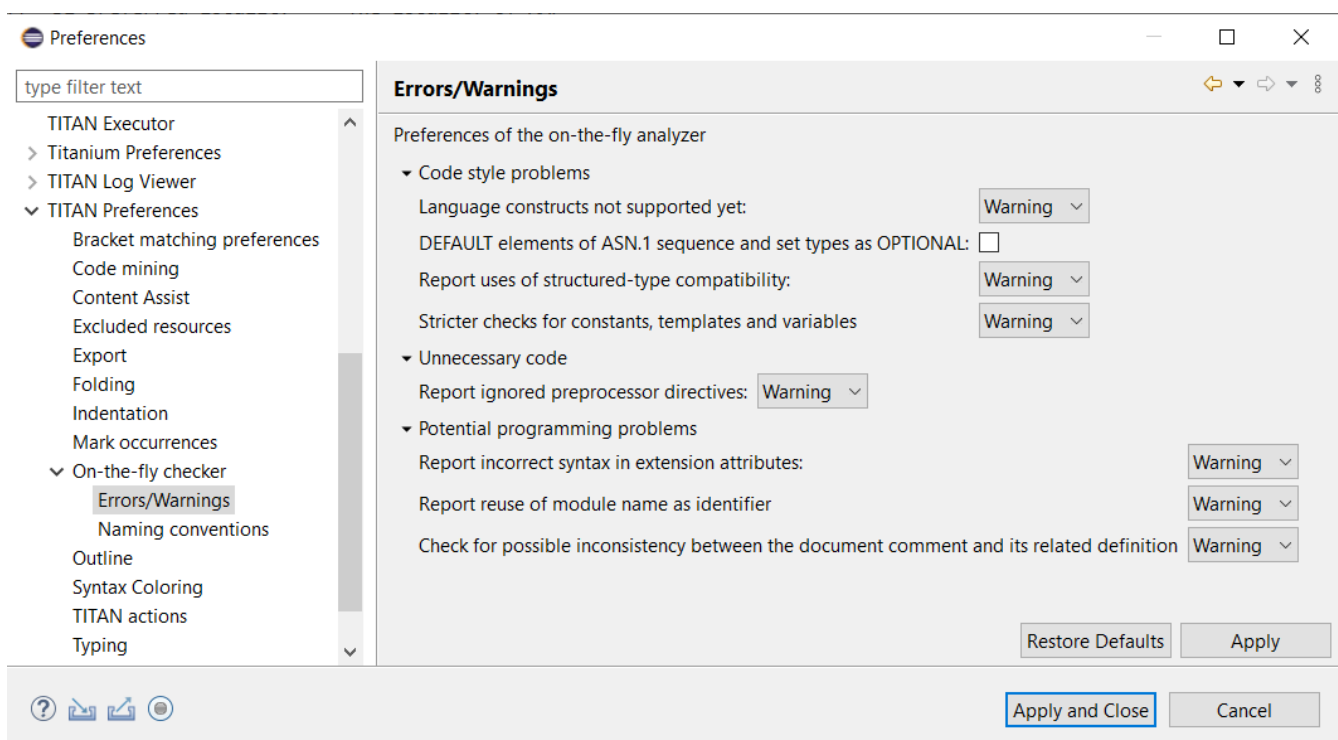 Preferences
type filter text
TITAN Executor
Titanium Preferences
TITAN Log Viewer
TITAN Preferences
Bracket matching preferences
Code mining
Content Assist
Excluded resources
Export
Folding
Indentation
Mark occurrences
On-the-fly checker
Errors/Warnings
Naming conventions
Outline
Syntax Coloring
TITAN actions
Typing
Errors/Warnings
Preferences of the on-the-fly analyzer
Code style problems
Language constructs not supported yet: Warning
DEFAULT elements of ASN.1 sequence and set types as OPTIONAL:
Report uses of structured-type compatibility: Warning
Stricter checks for constants, templates and variables Warning
Unnecessary code
Report ignored preprocessor directives: Warning
Potential programming problems
Report incorrect syntax in extension attributes: Warning
Report reuse of module name as identifier Warning
Check for possible inconsistency between the document comment and its related definition Warning
Restore Defaults Apply
Apply and Close Cancel